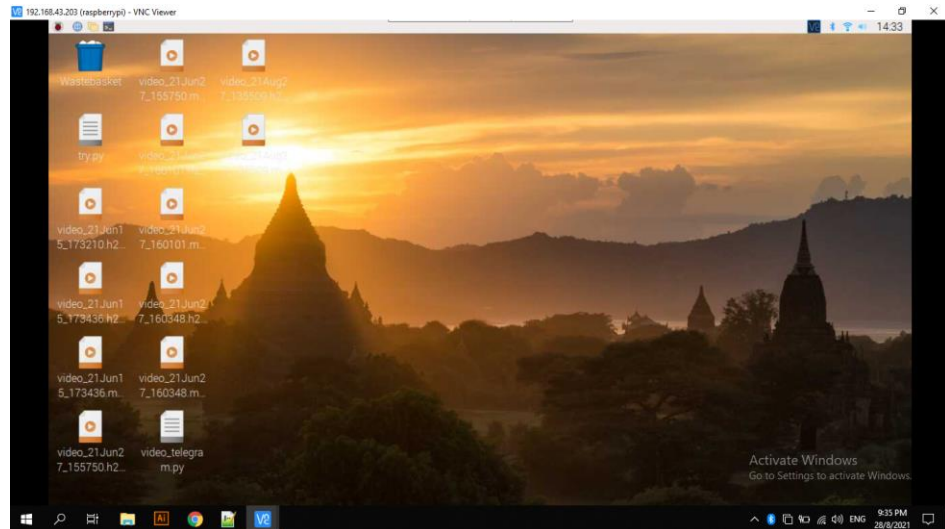 192.168.43.203 (raspberrypi) - VNC Viewer
14:33
Wastebasket
video_21Jun2
7_155750.m...
video_21Aug2
7_135509.h2...
try.py
video_21Jun1
5_173210.h2...
video_21Jun2
7_160101.m...
video_21Jun1
5_173436.h2...
video_21Jun2
7_160348.h2...
video_21Jun1
5_173436.m...
video_21Jun2
7_160348.m...
video_21Jun2
7_155750.h2...
video_telegra
m.py
Activate Windows
Go to Settings to activate Windows.
Ai
ENG
9:35 PM
28/8/2021